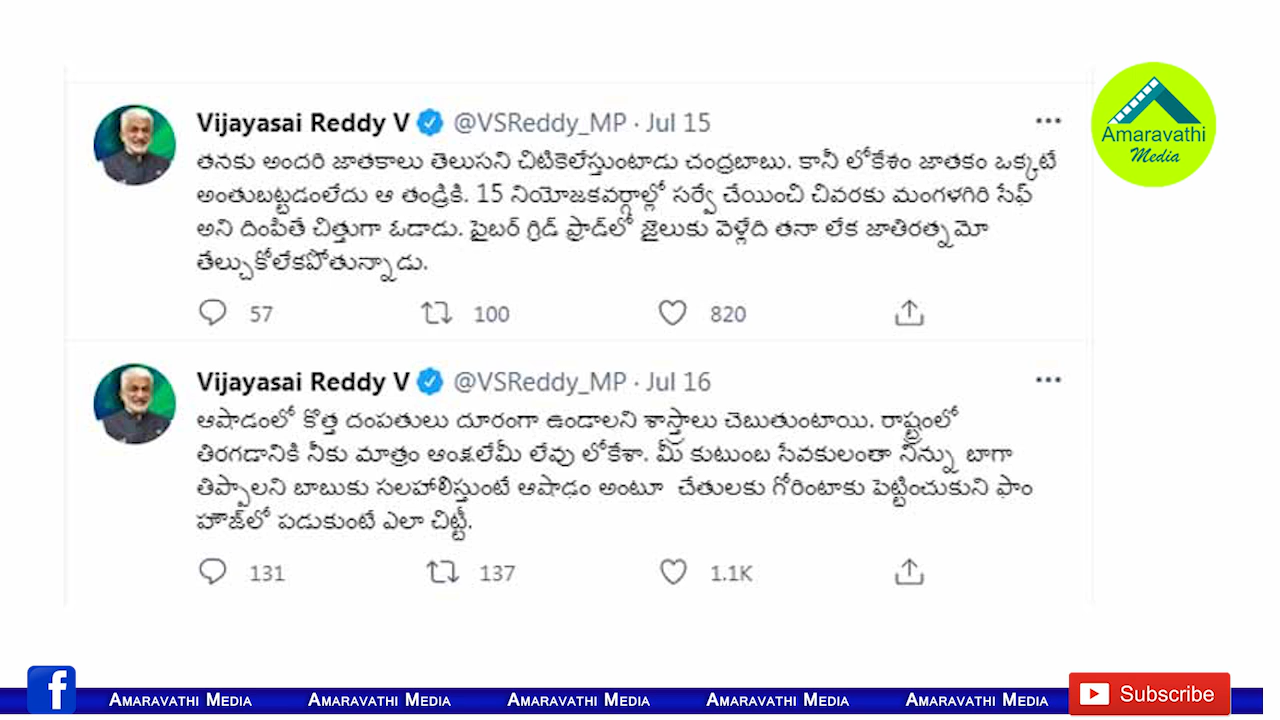 Vijayasai Reddy V @VSReddy_MP · Jul 15
తనకు అందరి జాతకాలు తెలుసని చిటికెలేస్తుంటాడు చంద్రబాబు. కానీ లోకేశం జాతకం ఒక్కటే
అంతుబట్టడంలేదు ఆ తండ్రికి. 15 నియోజకవర్గాల్లో సర్వే చేయించి చివరకు మంగళగిరి సేఫ్
అని దింపితే చిత్తుగా ఓడాడు. ఫైబర్ గ్రిడ్ ఫ్రాడ్‌లో జైలుకు వెళ్లేది తనా లేక జాతిరత్నమో
తేల్చుకోలేకపోతున్నాడు.
57 100 820
Vijayasai Reddy V @VSReddy_MP · Jul 16
ఆషాడంలో కొత్త దంపతులు దూరంగా ఉండాలని శాస్త్రాలు చెబుతుంటాయి. రాష్ట్రంలో
తిరగడానికి నీకు మాత్రం ఆంక్షలేమీ లేవు లోకేశా. మీ కుటుంబ సేవకులంతా నిన్ను బాగా
తిప్పాలని బాబుకు సలహాలిస్తుంటే ఆషాఢం అంటూ చేతులకు గోరింటాకు పెట్టించుకుని ఫాం
హౌజ్‌లో పడుకుంటే ఎలా చిట్టీ.
131 137 1.1K
Amaravathi
Media
Amaravathi Media Amaravathi Media Amaravathi Media Amaravathi Media Amaravathi Media
Subscribe